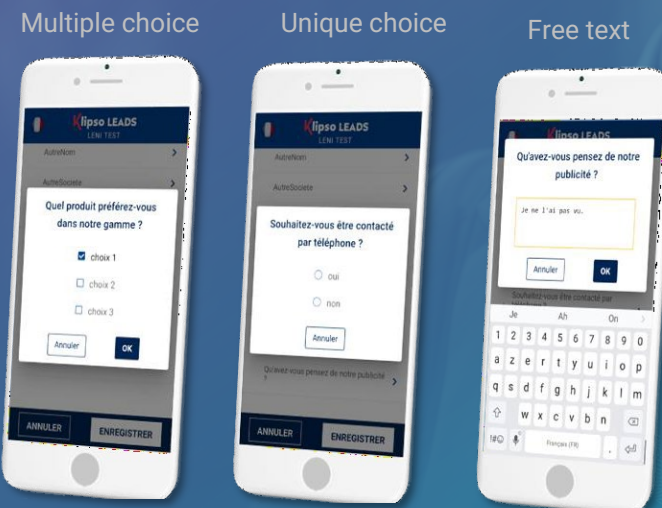 Multiple choice
Unique choice
Free text
Klipso LEADS
LENI TEST
AutreNom
AutreSociete
Quel produit préférez-vous
dans notre gamme ?
choix 1
choix 2
choix 3
Annuler
OK
ANNULER
ENREGISTRER
Klipso LEADS
LENI TEST
AutreNom
AutreSociete
Souhaitez-vous être contacté
par téléphone ?
oui
non
Annuler
Qu'avez-vous pensez de notre publicité
?
ANNULER
ENREGISTRER
Klipso LEADS
Qu'avez-vous pensez de notre
publicité ?
Je ne l'ai pas vu.
Annuler
OK
Souhaitez-vous être contacté par
téléphone ?
Je Ah On
1 2 3 4 5 6 7 8 9 0
a z e r t y u i o p
q s d f g h j k l m
w x c v b n
!#☺ Français (FR) .